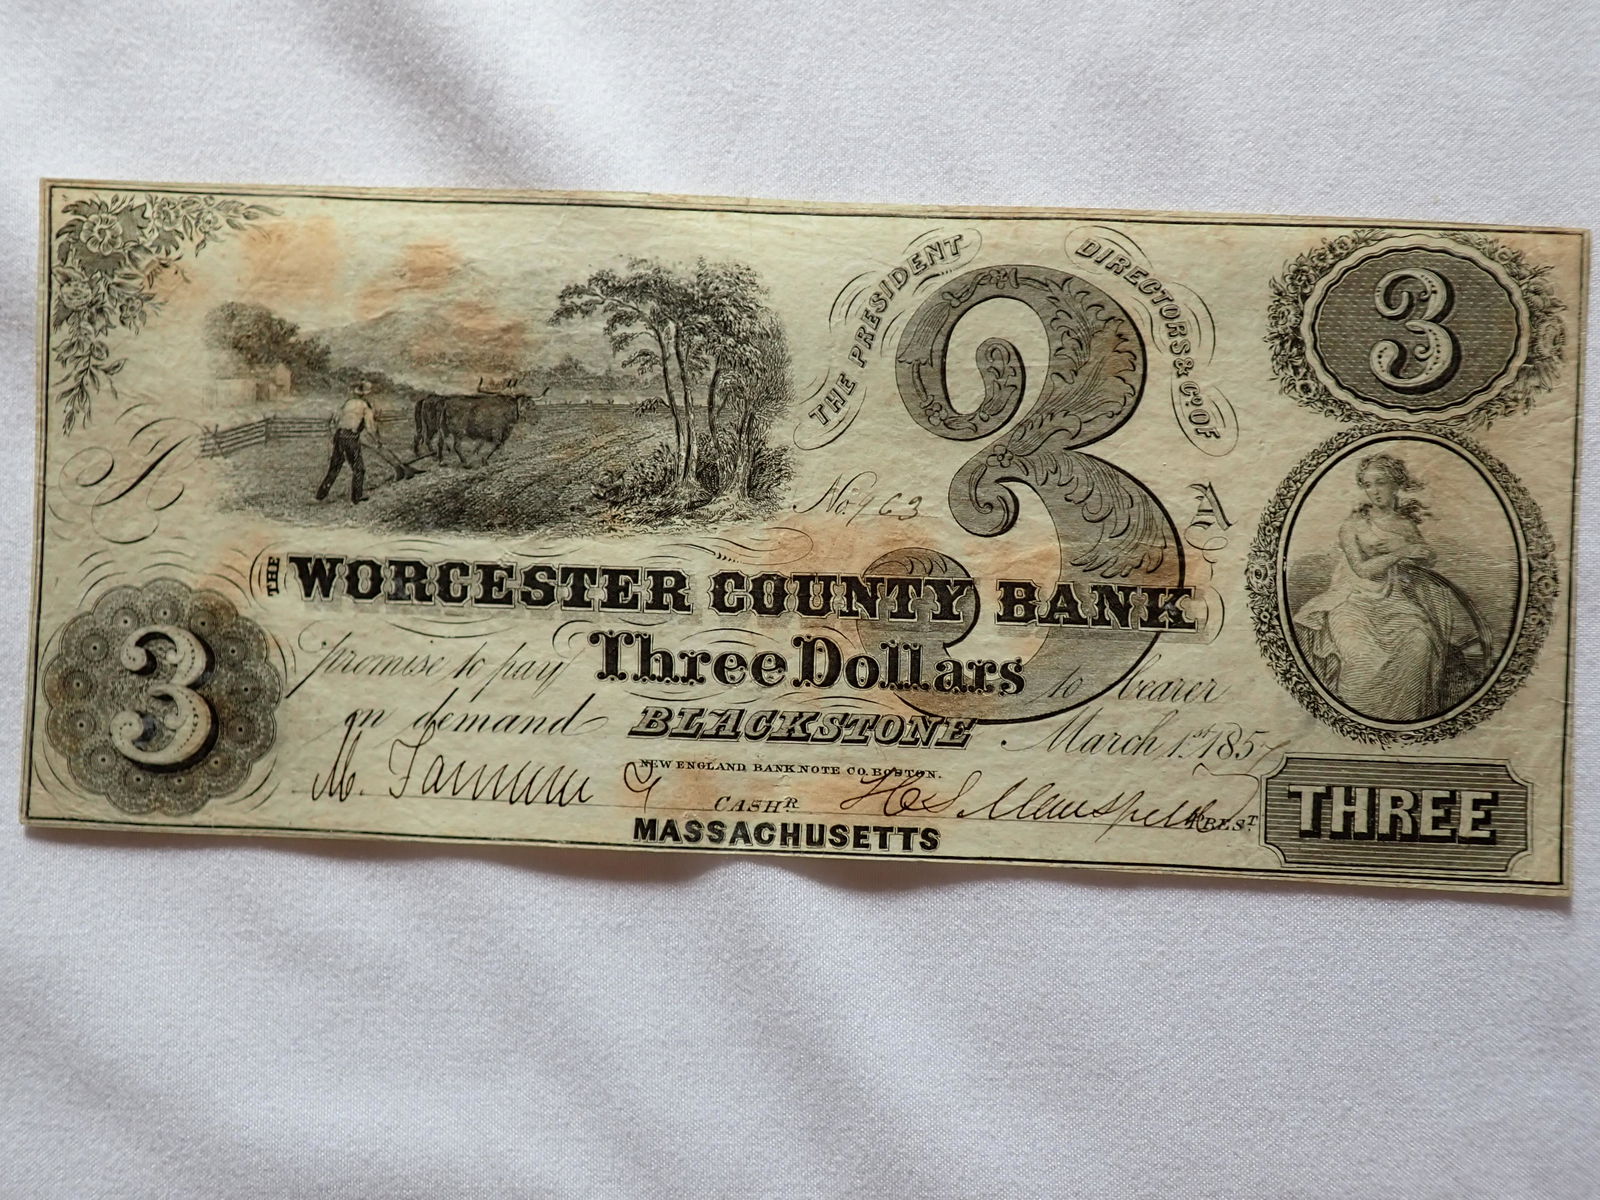 THE PRESIDENT
DIRECTORS & Co. OF
3
No. 963
THE WORCESTER COUNTY BANK
3
promise to pay Three Dollars to bearer
on demand BLACKSTONE March 1st 1857
NEW ENGLAND BANK NOTE CO. BOSTON.
CASHR
PREST.
MASSACHUSETTS
3
THREE